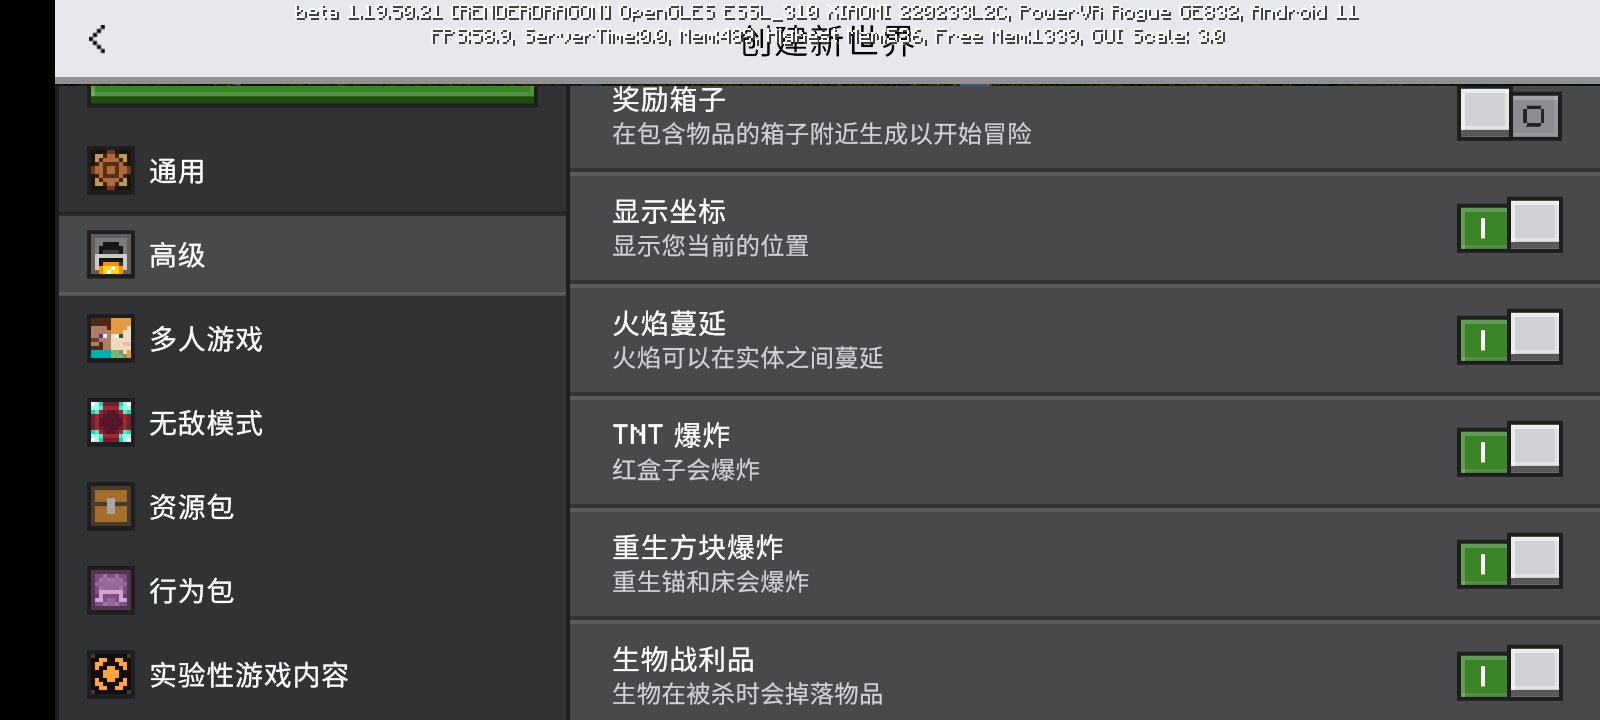 beta 1.19.50.21 [RENDERDRAGON] OpenGLES ESSL_310 XIAOMI 220233L2C, PowerVR Rogue GE832, Android 11
FPS:58.9, ServerTime:0.0, Free Mem:1339, GUI Scale: 3.0
创建新世界
通用
高级
多人游戏
无敌模式
资源包
行为包
实验性游戏内容
奖励箱子
在包含物品的箱子附近生成以开始冒险
显示坐标
显示您当前的位置
火焰蔓延
火焰可以在实体之间蔓延
TNT 爆炸
红盒子会爆炸
重生方块爆炸
重生锚和床会爆炸
生物战利品
生物在被杀时会掉落物品